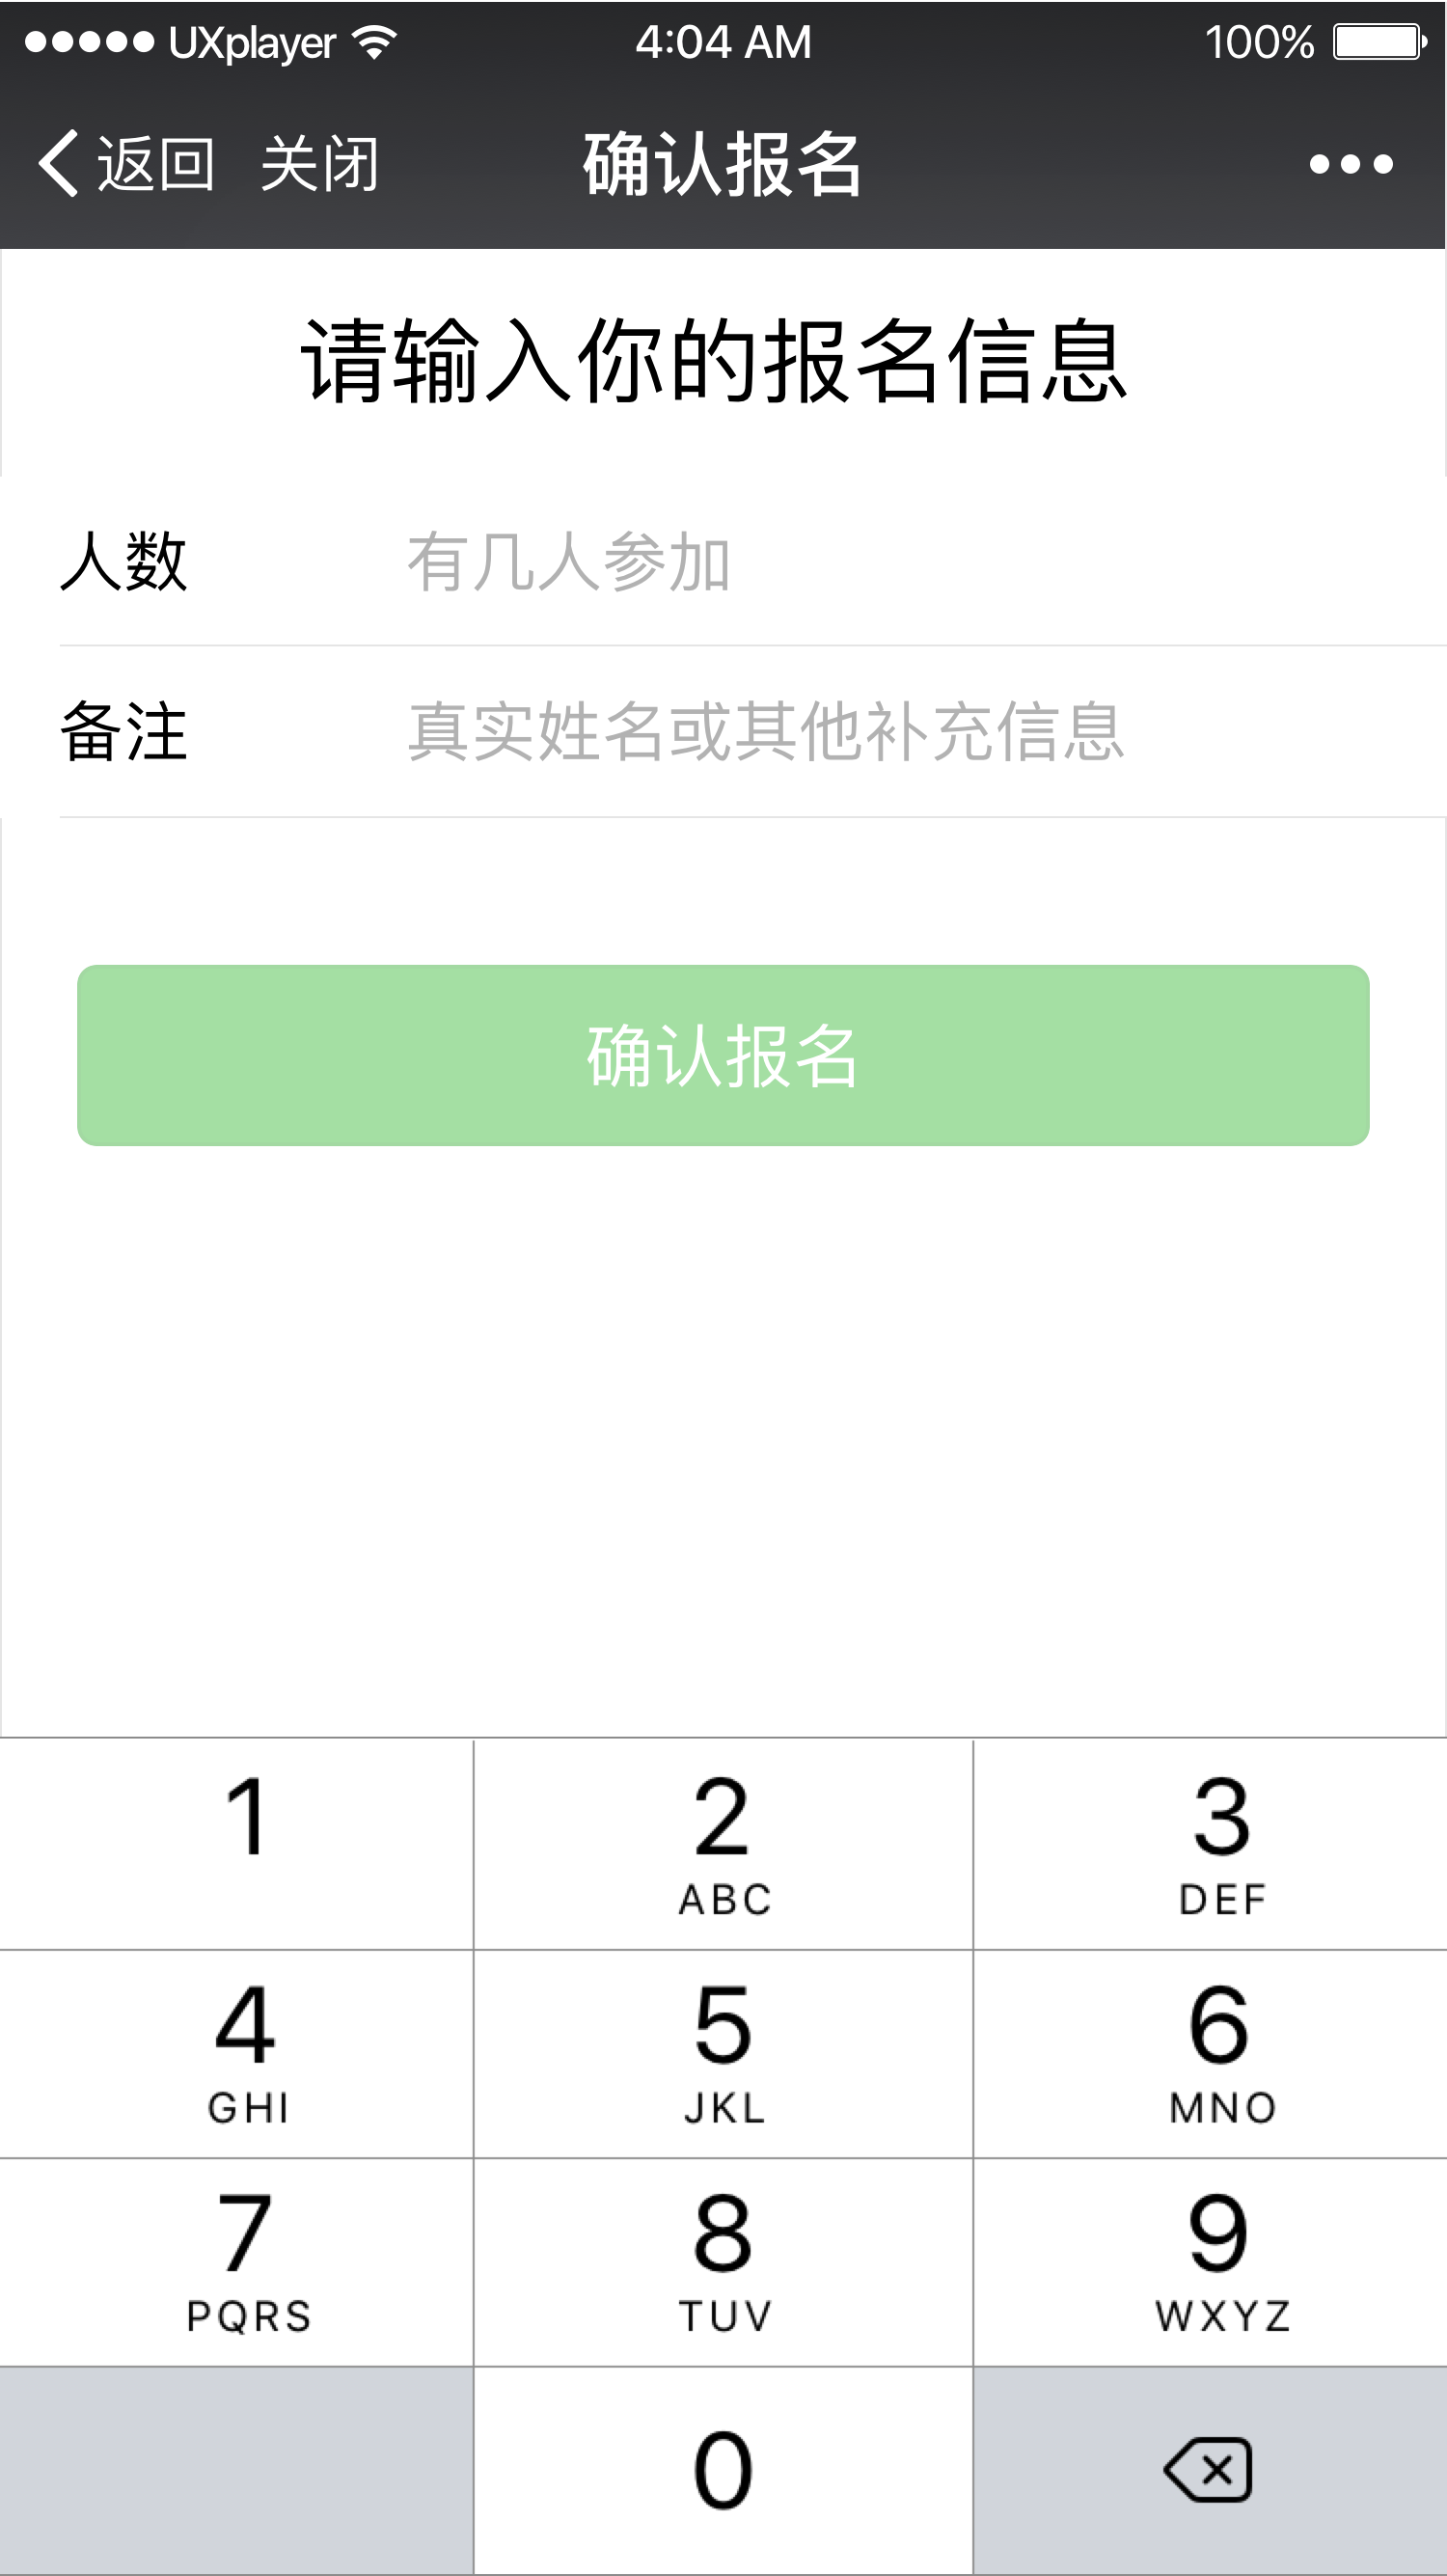 UXplayer 4:04 AM 100%
返回 关闭 确认报名
请输入你的报名信息
人数 有几人参加
备注 真实姓名或其他补充信息
确认报名
1 2 3
ABC DEF
4 5 6
GHI JKL MNO
7 8 9
PQRS TUV WXYZ
0